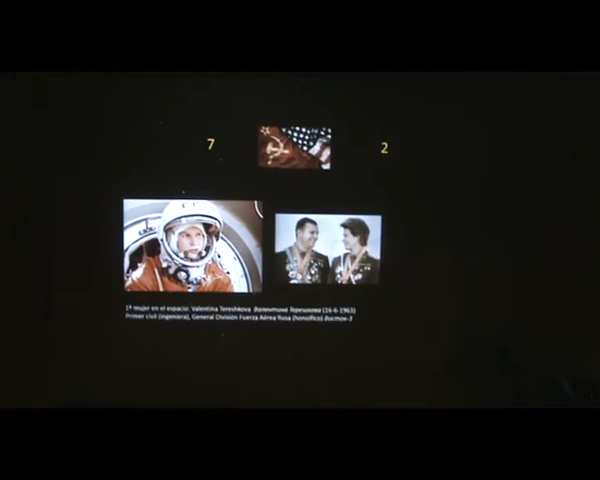 7
2
1ª mujer en el espacio: Valentina Tereshkova Валентина Терешкова (16-6-1963)
Primer civil (ingeniera), General División Fuerza Aérea Rusa (honorífico) Восток-